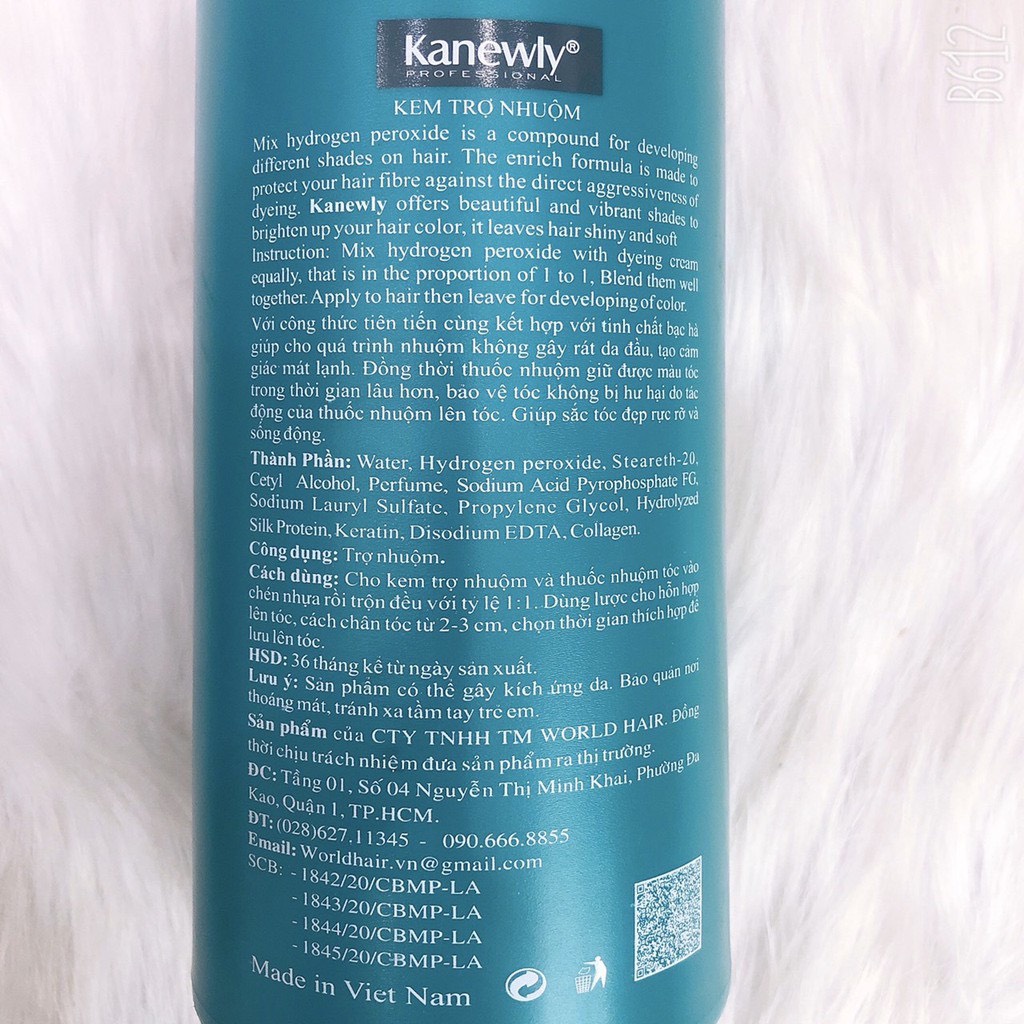 Kanewly®
PROFESSIONAL
KEM TRỢ NHUỘM
Mix hydrogen peroxide is a compound for developing
different shades on hair. The enrich formula is made to
protect your hair fibre against the direct aggressiveness of
dyeing. Kanewly offers beautiful and vibrant shades to
brighten up your hair color, it leaves hair shiny and soft
Instruction: Mix hydrogen peroxide with dyeing cream
equally, that is in the proportion of 1 to 1, Blend them well
together. Apply to hair then leave for developing of color.
Với công thức tiên tiến cùng kết hợp với tinh chất bạc hà
giúp cho quá trình nhuộm không gây rát da đầu, tạo cảm
giác mát lạnh. Đồng thời thuốc nhuộm giữ được màu tóc
trong thời gian lâu hơn, bảo vệ tóc không bị hư hại do tác
động của thuốc nhuộm lên tóc. Giúp sắc tóc đẹp rực rỡ và
sống động.
Thành Phần: Water, Hydrogen peroxide, Steareth-20,
Cetyl Alcohol, Perfume, Sodium Acid Pyrophosphate FG,
Sodium Lauryl Sulfate, Propylene Glycol, Hydrolyzed
Silk Protein, Keratin, Disodium EDTA, Collagen.
Công dụng: Trợ nhuộm.
Cách dùng: Cho kem trợ nhuộm và thuốc nhuộm tóc vào
chén nhựa rồi trộn đều với tỷ lệ 1:1. Dùng lược cho hỗn hợp
lên tóc, cách chân tóc từ 2-3 cm, chọn thời gian thích hợp để
lưu lên tóc.
HSD: 36 tháng kể từ ngày sản xuất.
Lưu ý: Sản phẩm có thể gây kích ứng da. Bảo quản nơi
thoáng mát, tránh xa tầm tay trẻ em.
Sản phẩm của CTY TNHH TM WORLD HAIR. Đồng
thời chịu trách nhiệm đưa sản phẩm ra thị trường.
ĐC: Tầng 01, Số 04 Nguyễn Thị Minh Khai, Phường Đa
Kao, Quận 1, TP.HCM.
ĐT: (028)627.11345 - 090.666.8855
Email: Worldhair.vn@gmail.com
SCB: - 1842/20/CBMP-LA
- 1843/20/CBMP-LA
- 1844/20/CBMP-LA
- 1845/20/CBMP-LA
Made in Viet Nam
B612